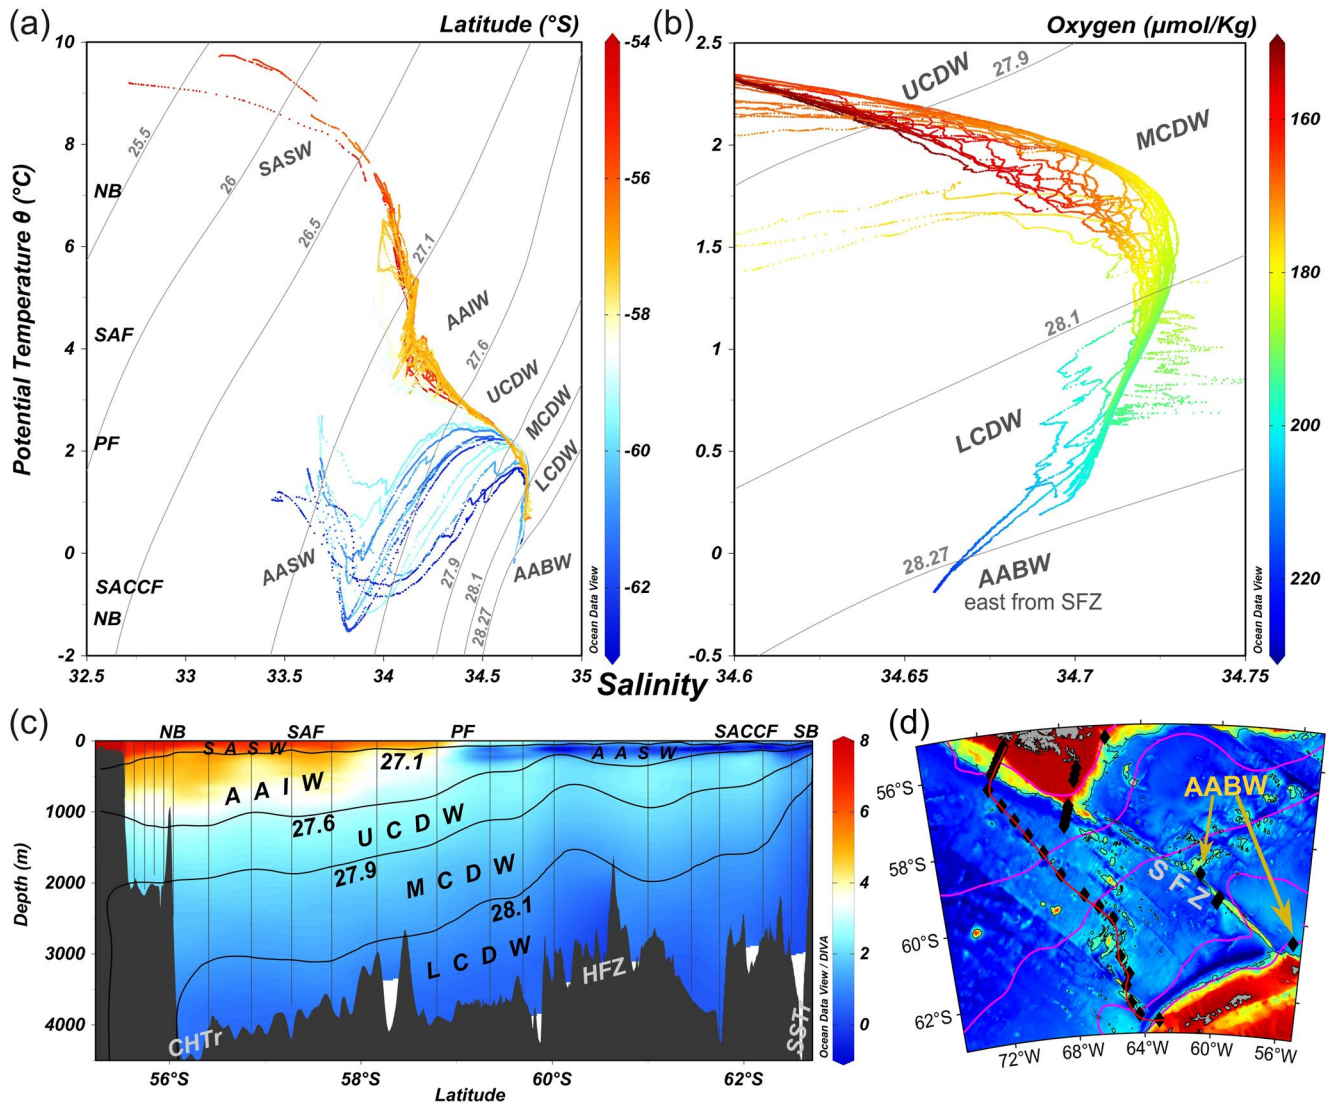 (a)
Latitude (°S)
10
8
6
4
2
0
-2
Potential Temperature θ (°C)
NB
SAF
PF
SACCF
NB
25.5
26
26.5
27.1
27.6
27.9
28.1
28.27
SASW
AAIW
UCDW
MCDW
LCDW
AABW
AASW
32.5
33
33.5
34
34.5
35
-54
-56
-58
-60
-62
Ocean Data View
Salinity
(b)
Oxygen (µmol/Kg)
2.5
2
1.5
1
0.5
0
-0.5
UCDW
27.9
MCDW
28.1
LCDW
28.27
AABW
east from SFZ
34.6
34.65
34.7
34.75
160
180
200
220
Ocean Data View
(c)
NB
SAF
PF
SACCF
SB
0
1000
2000
3000
4000
Depth (m)
SASW
AASW
27.1
AAIW
27.6
UCDW
27.9
MCDW
28.1
LCDW
HFZ
CHTr
SSTr
56°S
58°S
60°S
62°S
Latitude
8
6
4
2
0
Ocean Data View / DIVA
(d)
56°S
58°S
60°S
62°S
AABW
SFZ
72°W
68°W
64°W
60°W
56°W